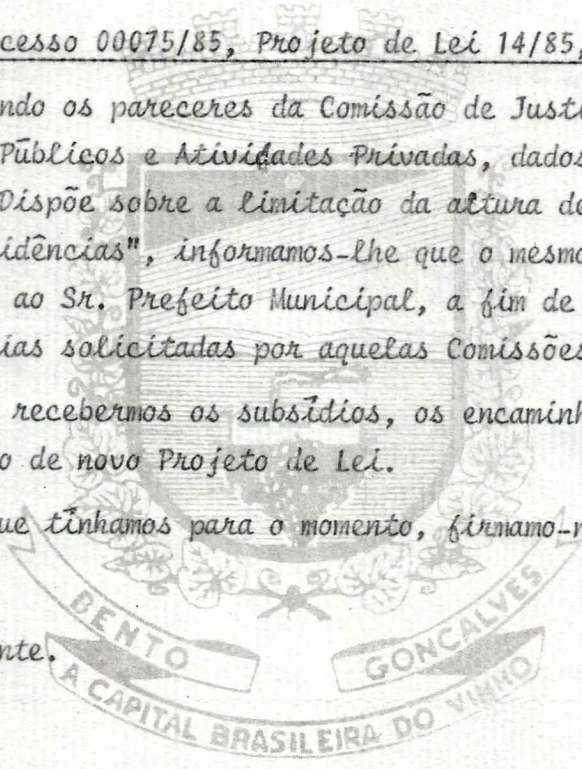 cesso 00075/85, Projeto de Lei 14/85,
ndo os pareceres da Comissão de Just
Públicos e Atividades Privadas, dados
Dispõe sobre a limitação da altura de
idências", informamos-lhe que o mesmo
ao Sr. Prefeito Municipal, a fim de
ias solicitadas por aquelas Comissões
recebermos os subsídios, os encaminh
o de novo Projeto de Lei.
ue tínhamos para o momento, firmamo-n
nte.
BENTO GONÇALVES
A CAPITAL BRASILEIRA DO VINHO